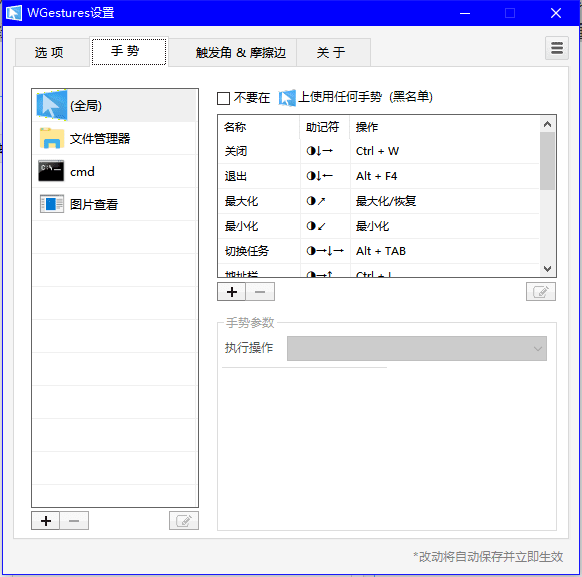 WGestures设置
选 项
手 势
触发角 & 摩擦边
关 于
(全局)
文件管理器
cmd
图片查看
不要在 上使用任何手势 (黑名单)
名称 助记符 操作
关闭 ◑↓→ Ctrl + W
退出 ◑↓← Alt + F4
最大化 ◑↗ 最大化/恢复
最小化 ◑↙ 最小化
切换任务 ◑→↓→ Alt + TAB
地址栏 ◑→↑ Ctrl + L
手势参数
执行操作
*改动将自动保存并立即生效